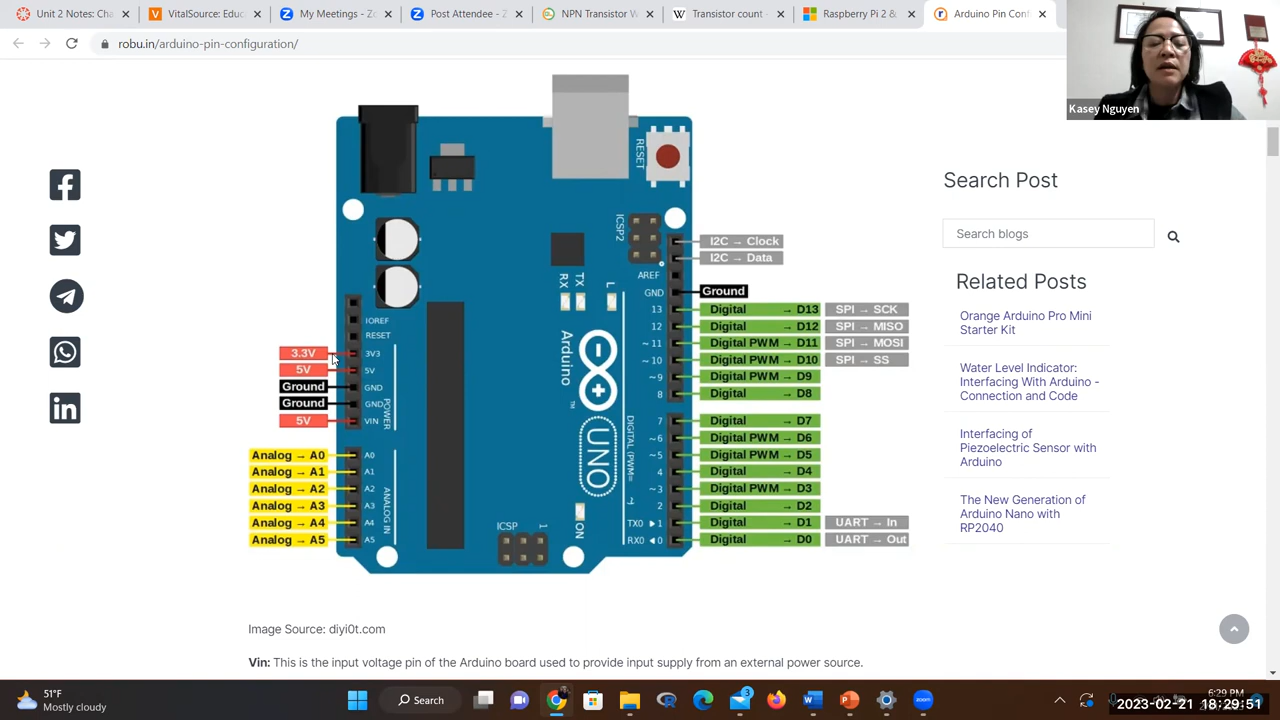 Unit 2 Notes: Chap
VitalSource: Educ
My Meetings - Zo
Post Attendee - Z
NPN Transistor W
Transistor count -
Raspberry
Arduino Pin Conf
robu.in/arduino-pin-configuration/
Kasey Nguyen
RESET
ICSP2
I2C → Clock
I2C → Data
AREF
GND
Ground
TX
RX
L
IOREF
RESET
3.3V
3V3
5V
5V
Ground
GND
Ground
GND
5V
VIN
POWER
Analog → A0
A0
Analog → A1
A1
Analog → A2
A2
Analog → A3
A3
Analog → A4
A4
Analog → A5
A5
ANALOG IN
Arduino
TM
UNO
ICSP
1
ON
DIGITAL (PWM=
13 Digital → D13 SPI → SCK
12 Digital → D12 SPI → MISO
~11 Digital PWM → D11 SPI → MOSI
~10 Digital PWM → D10 SPI → SS
~9 Digital PWM → D9
8 Digital → D8
7 Digital → D7
~6 Digital PWM → D6
~5 Digital PWM → D5
4 Digital → D4
~3 Digital PWM → D3
2 Digital → D2
TX0 ▶ 1 Digital → D1 UART → In
RX0 ◀ 0 Digital → D0 UART → Out
Search Post
Search blogs
Related Posts
Orange Arduino Pro Mini
Starter Kit
Water Level Indicator:
Interfacing With Arduino -
Connection and Code
Interfacing of
Piezoelectric Sensor with
Arduino
The New Generation of
Arduino Nano with
RP2040
Image Source: diyi0t.com
Vin: This is the input voltage pin of the Arduino board used to provide input supply from an external power source.
51°F
Mostly cloudy
Search
3
zoom
6:29 PM
2023-02-21 18:29:51